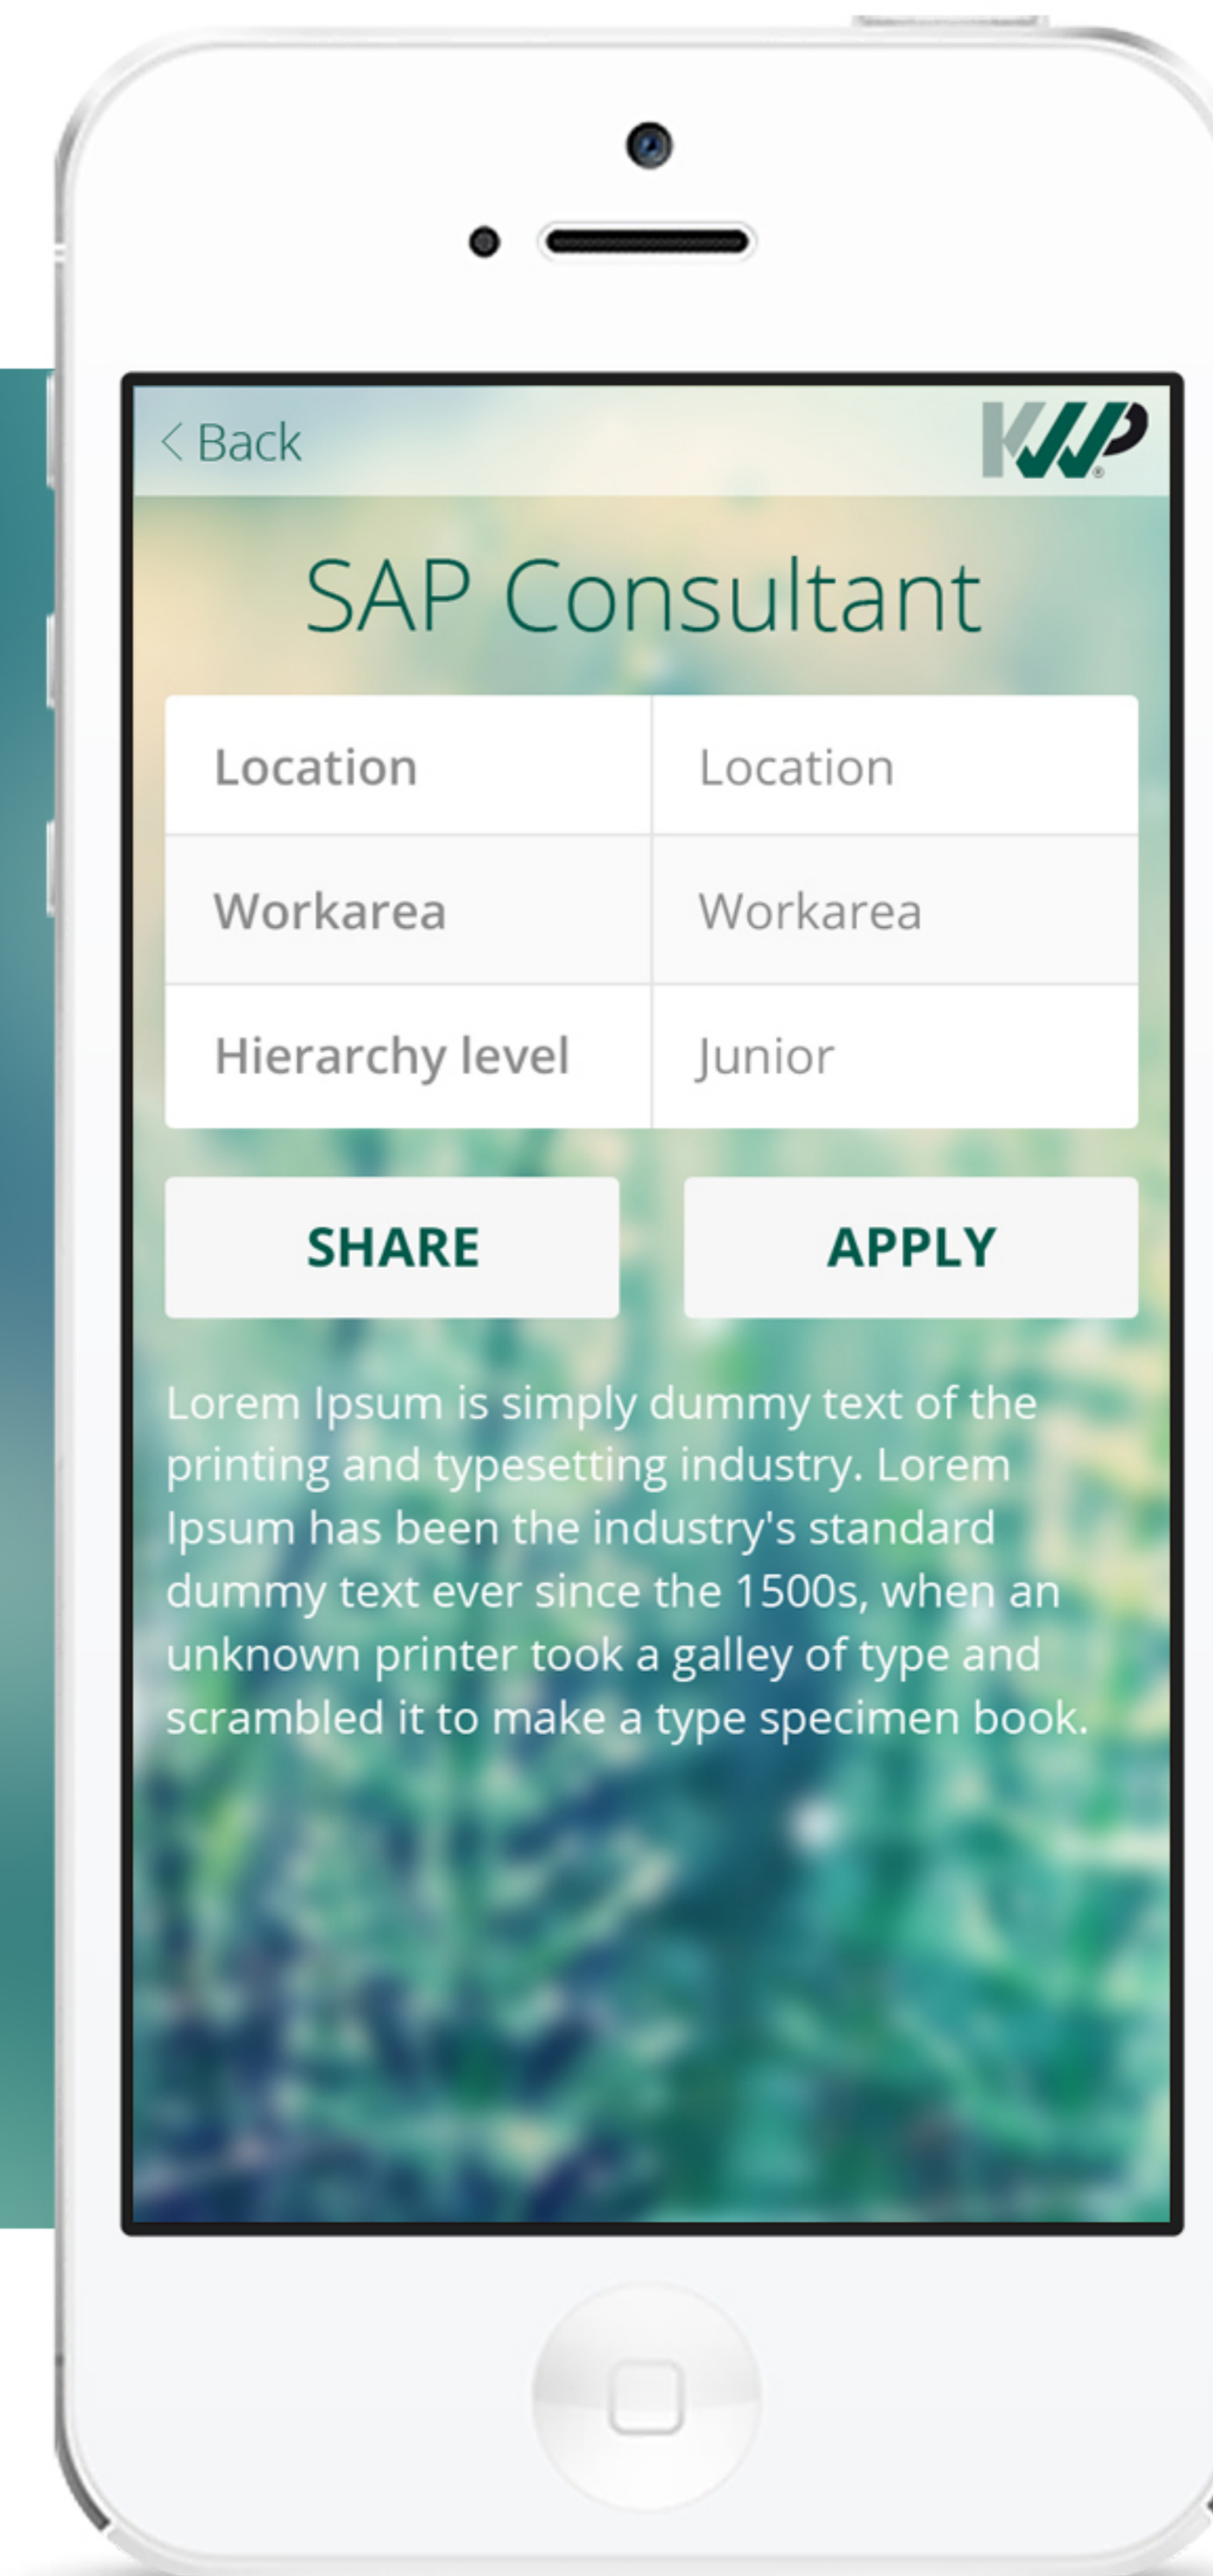 < Back
KWP
®
SAP Consultant
Location Location
Workarea Workarea
Hierarchy level Junior
SHARE APPLY
Lorem Ipsum is simply dummy text of the
printing and typesetting industry. Lorem
Ipsum has been the industry's standard
dummy text ever since the 1500s, when an
unknown printer took a galley of type and
scrambled it to make a type specimen book.